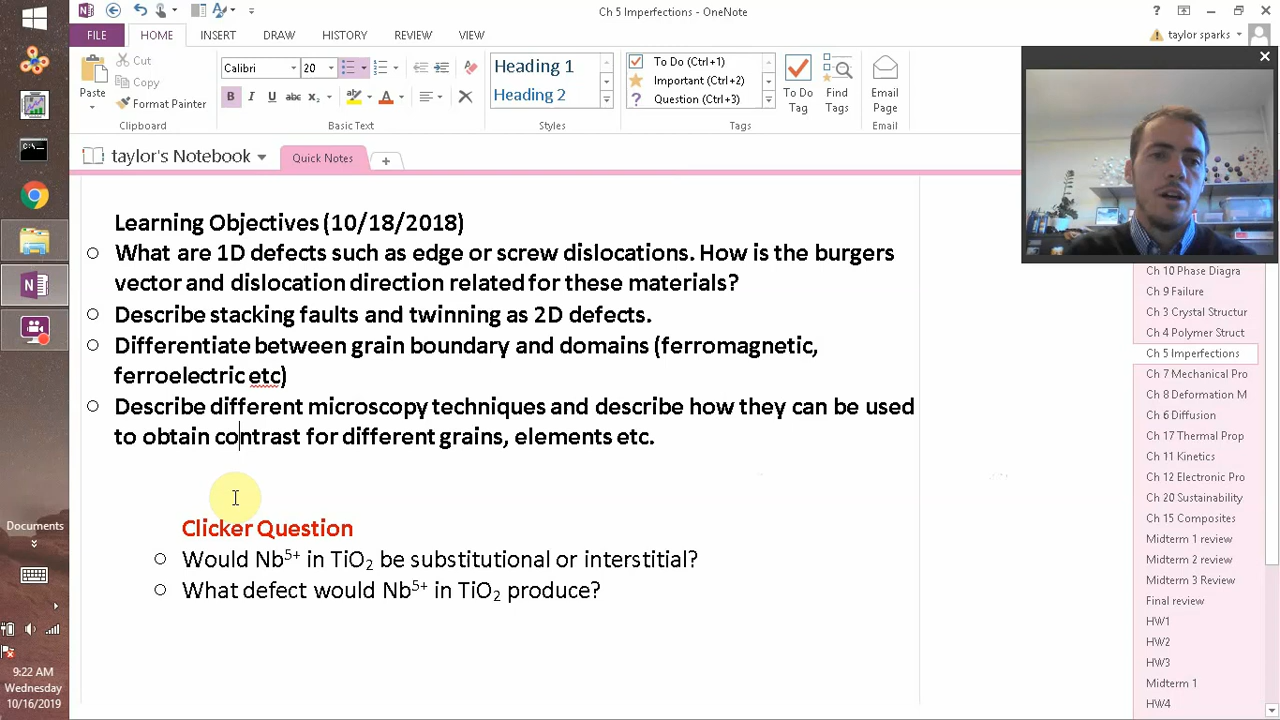 Ch 5 Imperfections - OneNote
FILE HOME INSERT DRAW HISTORY REVIEW VIEW
taylor sparks
Paste
Cut
Copy
Format Painter
Clipboard
Calibri 20
B I U abc x₂
Basic Text
Heading 1
Heading 2
Styles
To Do (Ctrl+1)
Important (Ctrl+2)
Question (Ctrl+3)
Tags
To Do Tag
Find Tags
Email Page
Email
taylor's Notebook
Quick Notes
Learning Objectives (10/18/2018)
What are 1D defects such as edge or screw dislocations. How is the burgers
vector and dislocation direction related for these materials?
Describe stacking faults and twinning as 2D defects.
Differentiate between grain boundary and domains (ferromagnetic,
ferroelectric etc)
Describe different microscopy techniques and describe how they can be used
to obtain contrast for different grains, elements etc.
Clicker Question
Would Nb⁵⁺ in TiO₂ be substitutional or interstitial?
What defect would Nb⁵⁺ in TiO₂ produce?
Ch 10 Phase Diagra
Ch 9 Failure
Ch 3 Crystal Structur
Ch 4 Polymer Struct
Ch 5 Imperfections
Ch 7 Mechanical Pro
Ch 8 Deformation M
Ch 6 Diffusion
Ch 17 Thermal Prop
Ch 11 Kinetics
Ch 12 Electronic Pro
Ch 20 Sustainability
Ch 15 Composites
Midterm 1 review
Midterm 2 review
Midterm 3 Review
Final review
HW1
HW2
HW3
Midterm 1
HW4
Documents
9:22 AM
Wednesday
10/16/2019